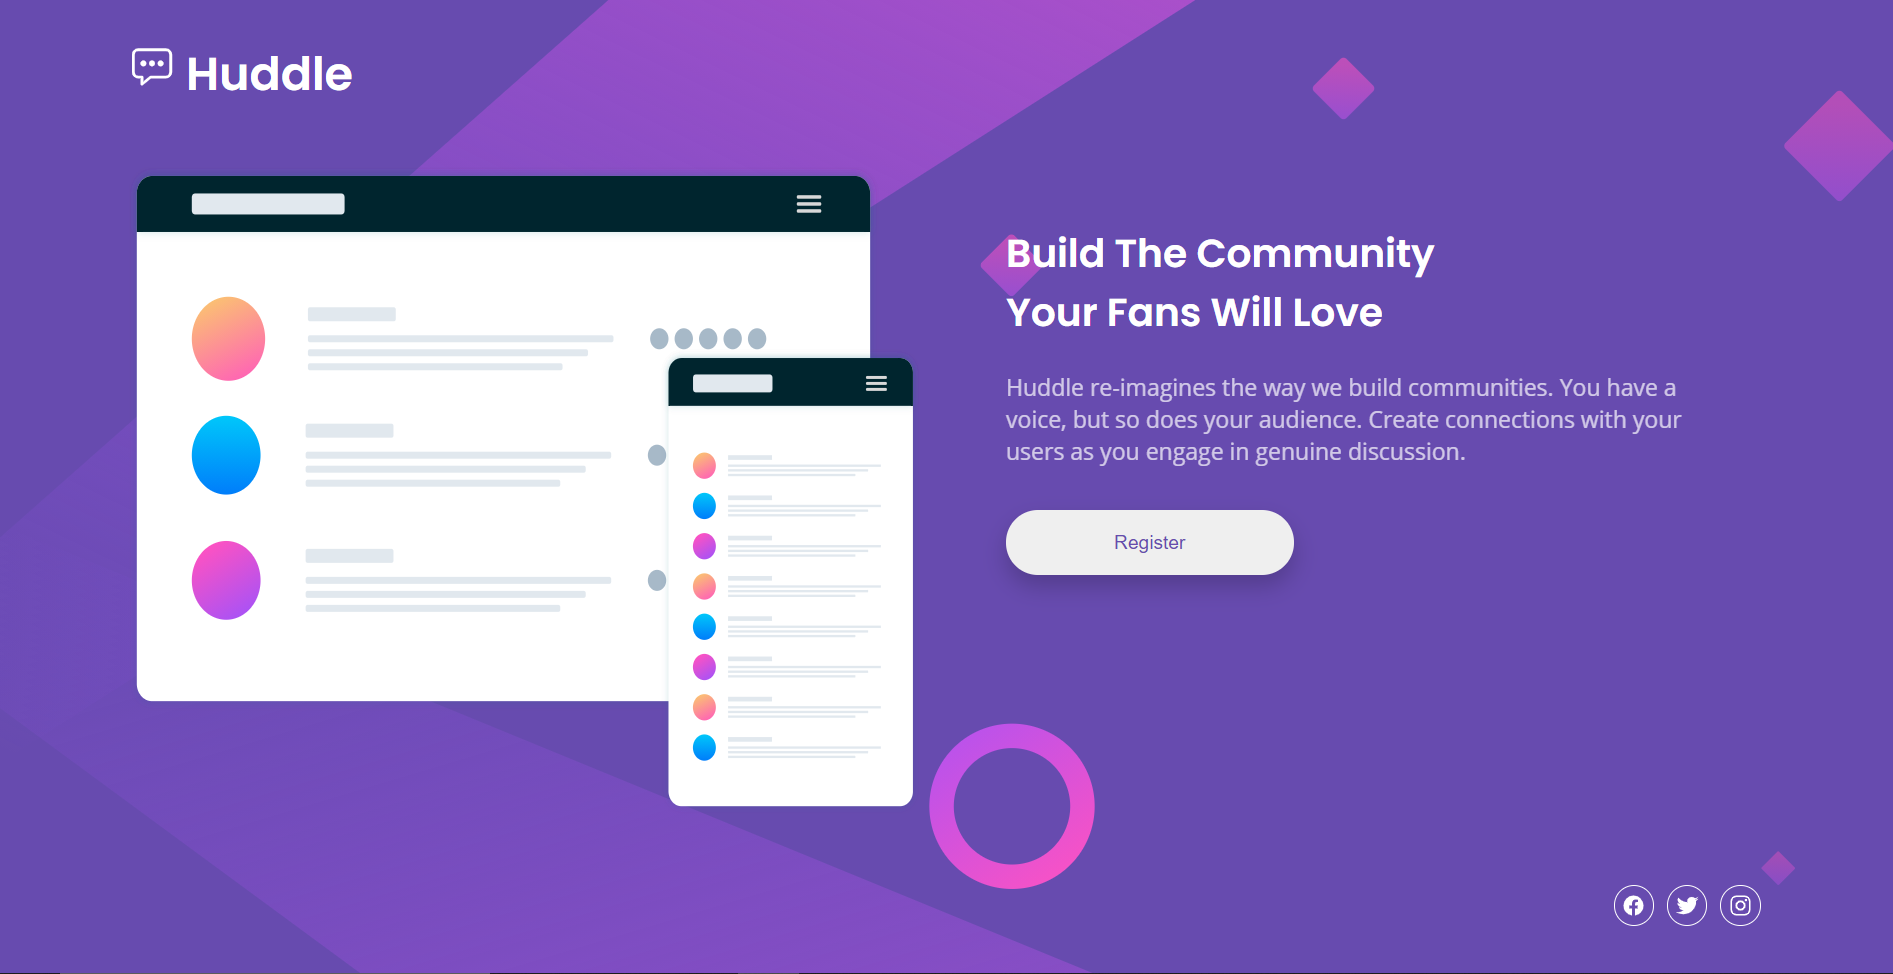 Huddle
Build The Community
Your Fans Will Love
Huddle re-imagines the way we build communities. You have a
voice, but so does your audience. Create connections with your
users as you engage in genuine discussion.
Register